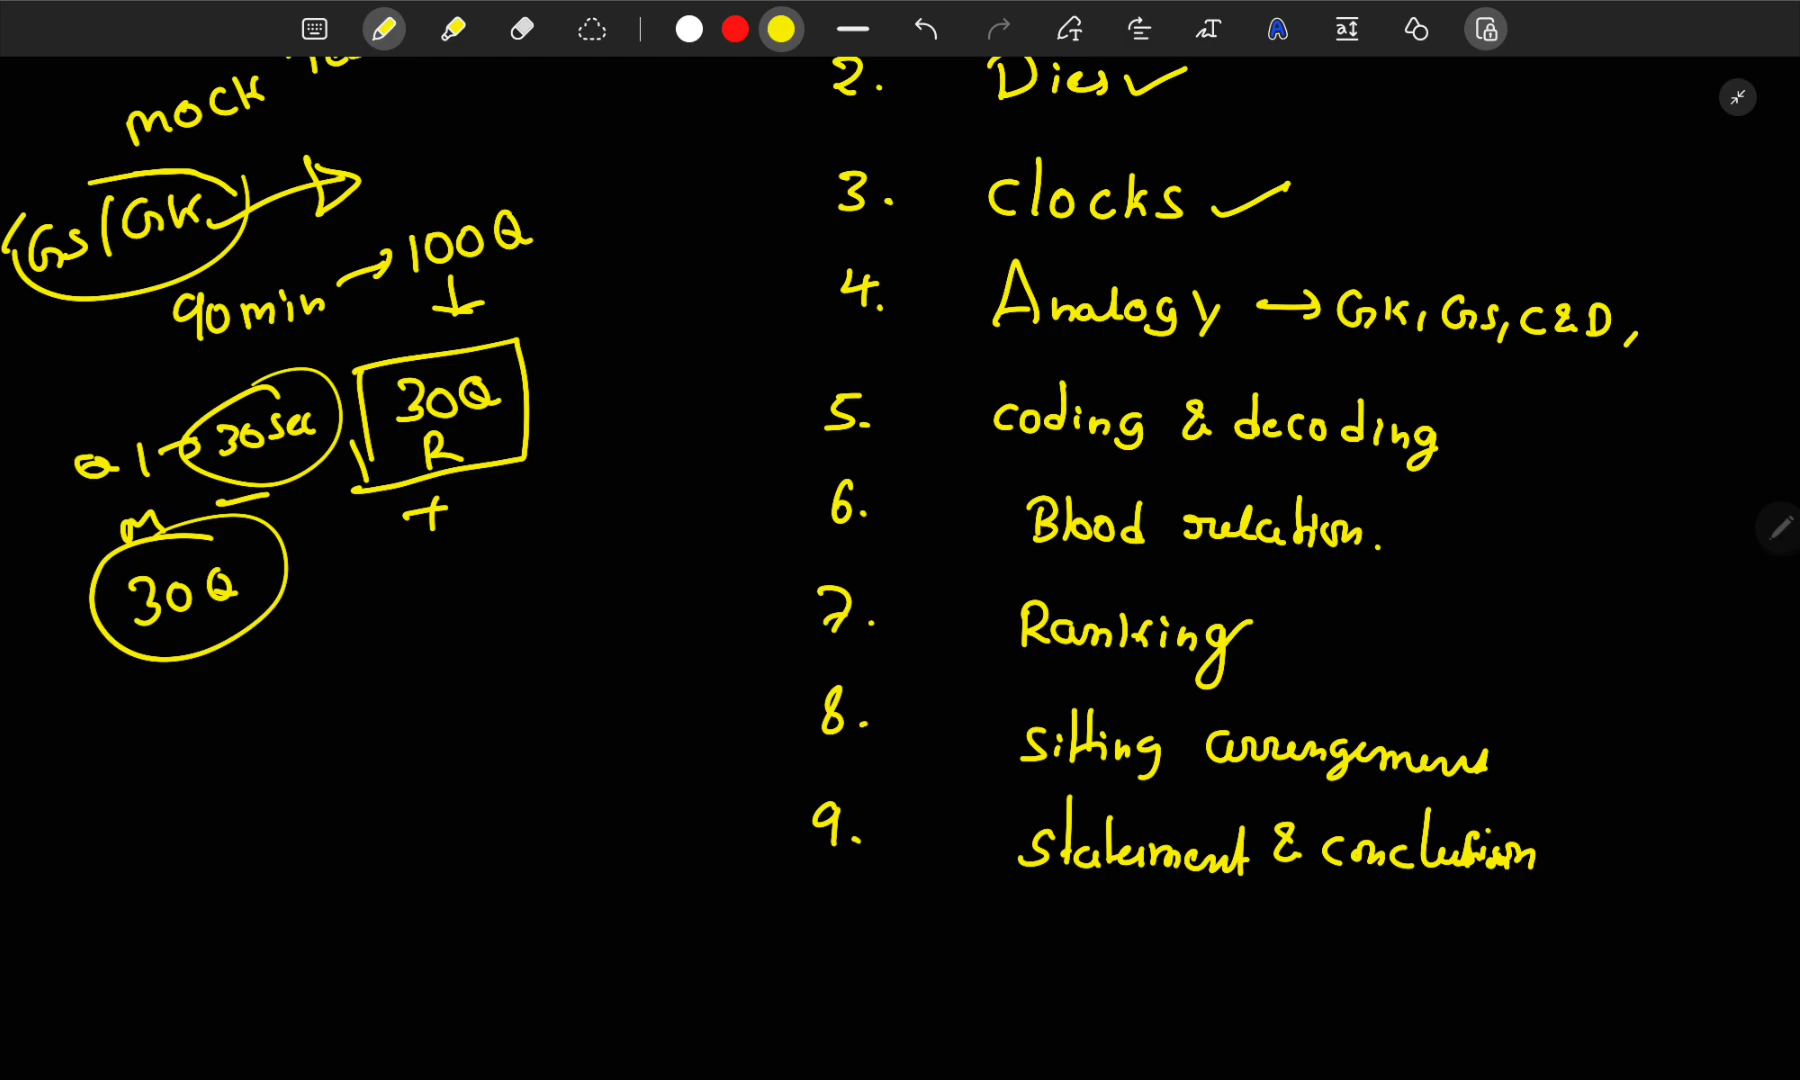 mock
GS/GK
90min → 100Q
Q1 → 30sec
30Q
R
+
M
30Q
2. Dies ✓
3. Clocks ✓
4. Analogy → GK, GS, C&D,
5. coding & decoding
6. Blood relation.
7. Ranking
8. Sitting arrangement
9. Statement & conclusion